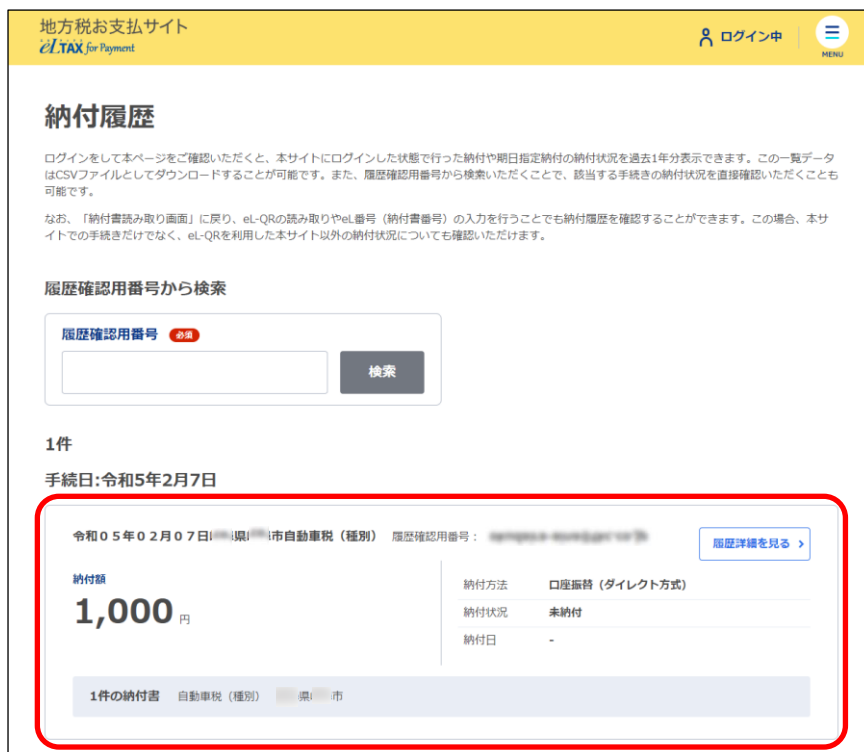 地方税お支払サイト
eLTAX for Payment
ログイン中
MENU
納付履歴
ログインをして本ページをご確認いただくと、本サイトにログインした状態で行った納付や期日指定納付の納付状況を過去1年分表示できます。この一覧データ
はCSVファイルとしてダウンロードすることが可能です。また、履歴確認用番号から検索いただくことで、該当する手続きの納付状況を直接確認いただくことも
可能です。
なお、「納付書読み取り画面」に戻り、eL-QRの読み取りやeL番号（納付書番号）の入力を行うことでも納付履歴を確認することができます。この場合、本サ
イトでの手続きだけでなく、eL-QRを利用した本サイト以外の納付状況についても確認いただけます。
履歴確認用番号から検索
履歴確認用番号 必須
検索
1件
手続日:令和5年2月7日
令和05年02月07日 県 市自動車税（種別） 履歴確認用番号：
履歴詳細を見る
納付額
1,000 円
納付方法 口座振替（ダイレクト方式）
納付状況 未納付
納付日 -
1件の納付書 自動車税（種別） 県 市